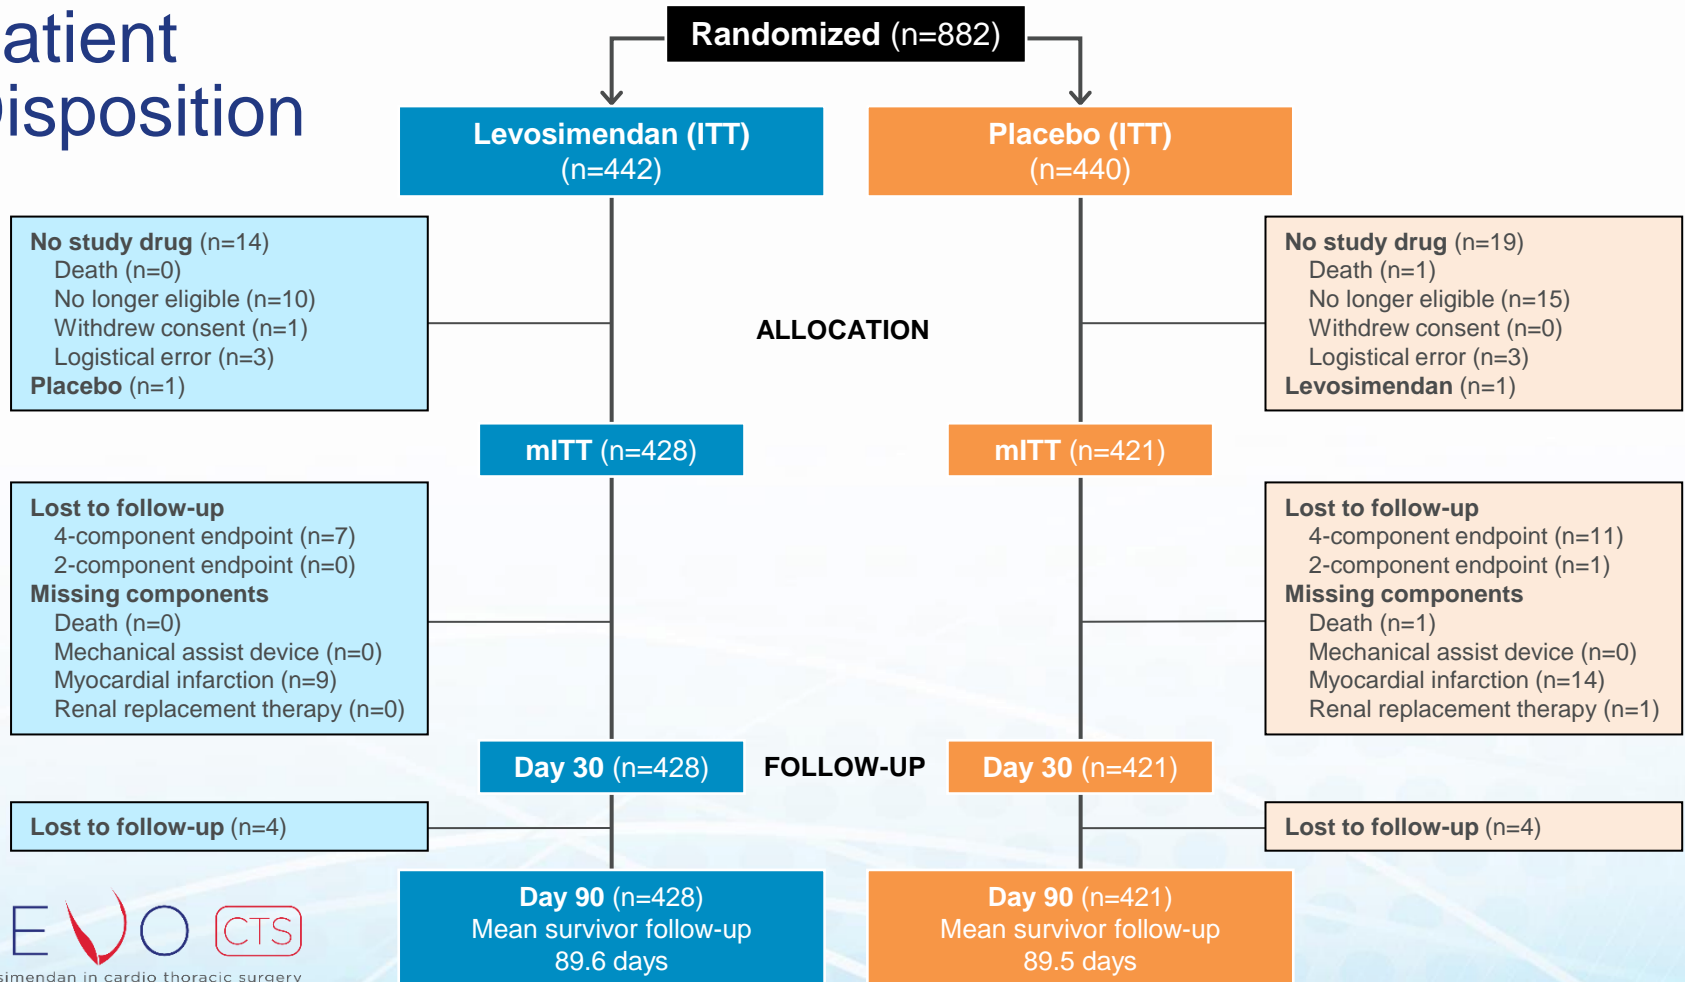 atient
Disposition
Randomized (n=882)
Levosimendan (ITT)
(n=442)
Placebo (ITT)
(n=440)
No study drug (n=14)
Death (n=0)
No longer eligible (n=10)
Withdrew consent (n=1)
Logistical error (n=3)
Placebo (n=1)
ALLOCATION
No study drug (n=19)
Death (n=1)
No longer eligible (n=15)
Withdrew consent (n=0)
Logistical error (n=3)
Levosimendan (n=1)
mITT (n=428)
mITT (n=421)
Lost to follow-up
4-component endpoint (n=7)
2-component endpoint (n=0)
Missing components
Death (n=0)
Mechanical assist device (n=0)
Myocardial infarction (n=9)
Renal replacement therapy (n=0)
Lost to follow-up
4-component endpoint (n=11)
2-component endpoint (n=1)
Missing components
Death (n=1)
Mechanical assist device (n=0)
Myocardial infarction (n=14)
Renal replacement therapy (n=1)
Day 30 (n=428)
FOLLOW-UP
Day 30 (n=421)
Lost to follow-up (n=4)
Lost to follow-up (n=4)
Day 90 (n=428)
Mean survivor follow-up
89.6 days
Day 90 (n=421)
Mean survivor follow-up
89.5 days
EVO CTS
simendan in cardio thoracic surgery